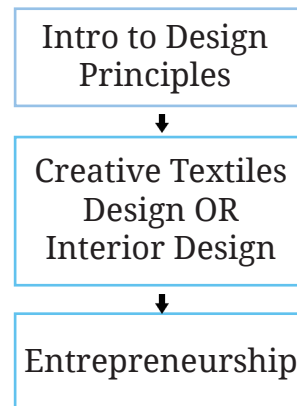 Intro to Design
Principles
Creative Textiles
Design OR
Interior Design
Entrepreneurship